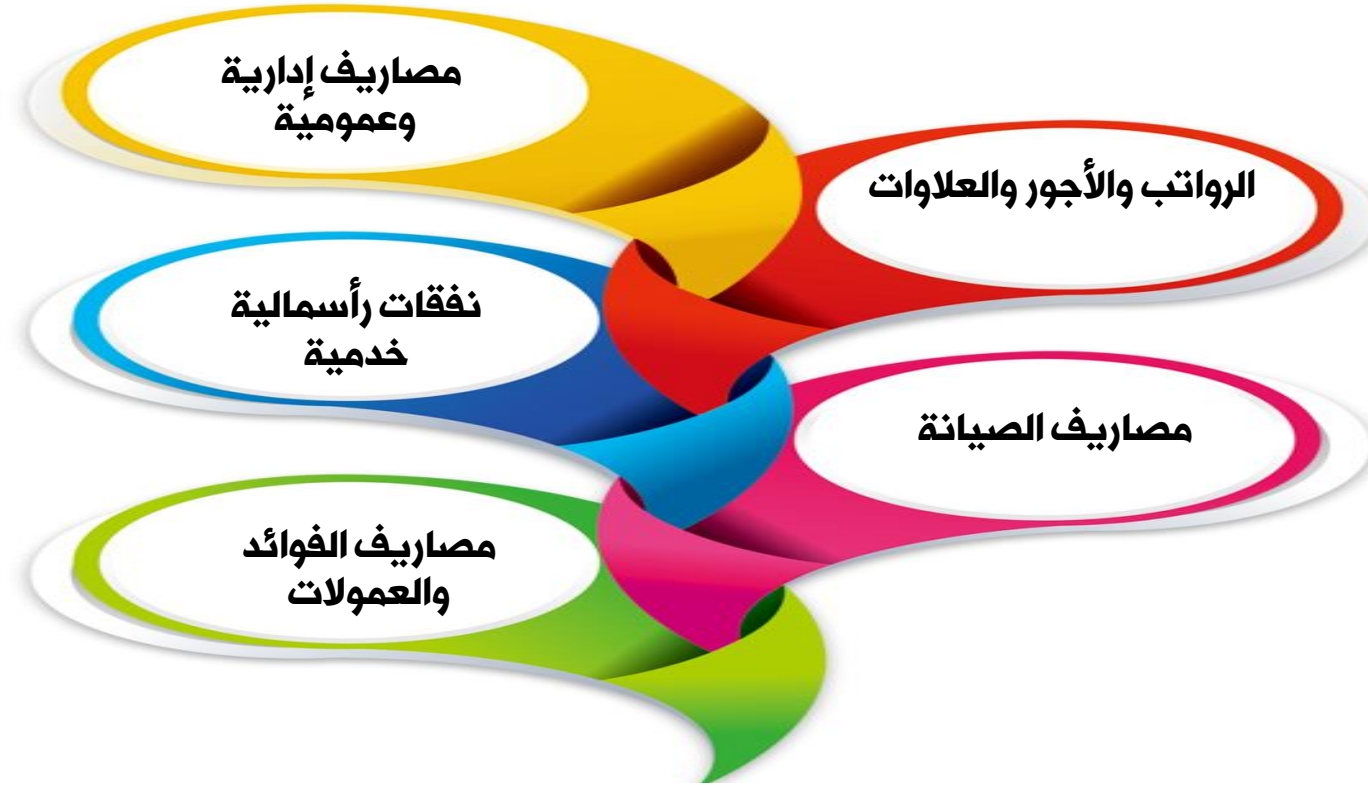 مصاريف إدارية
وعمومية
الرواتب والأجور والعلاوات
نفقات رأسمالية
خدمية
مصاريف الصيانة
مصاريف الفوائد
والعمولات